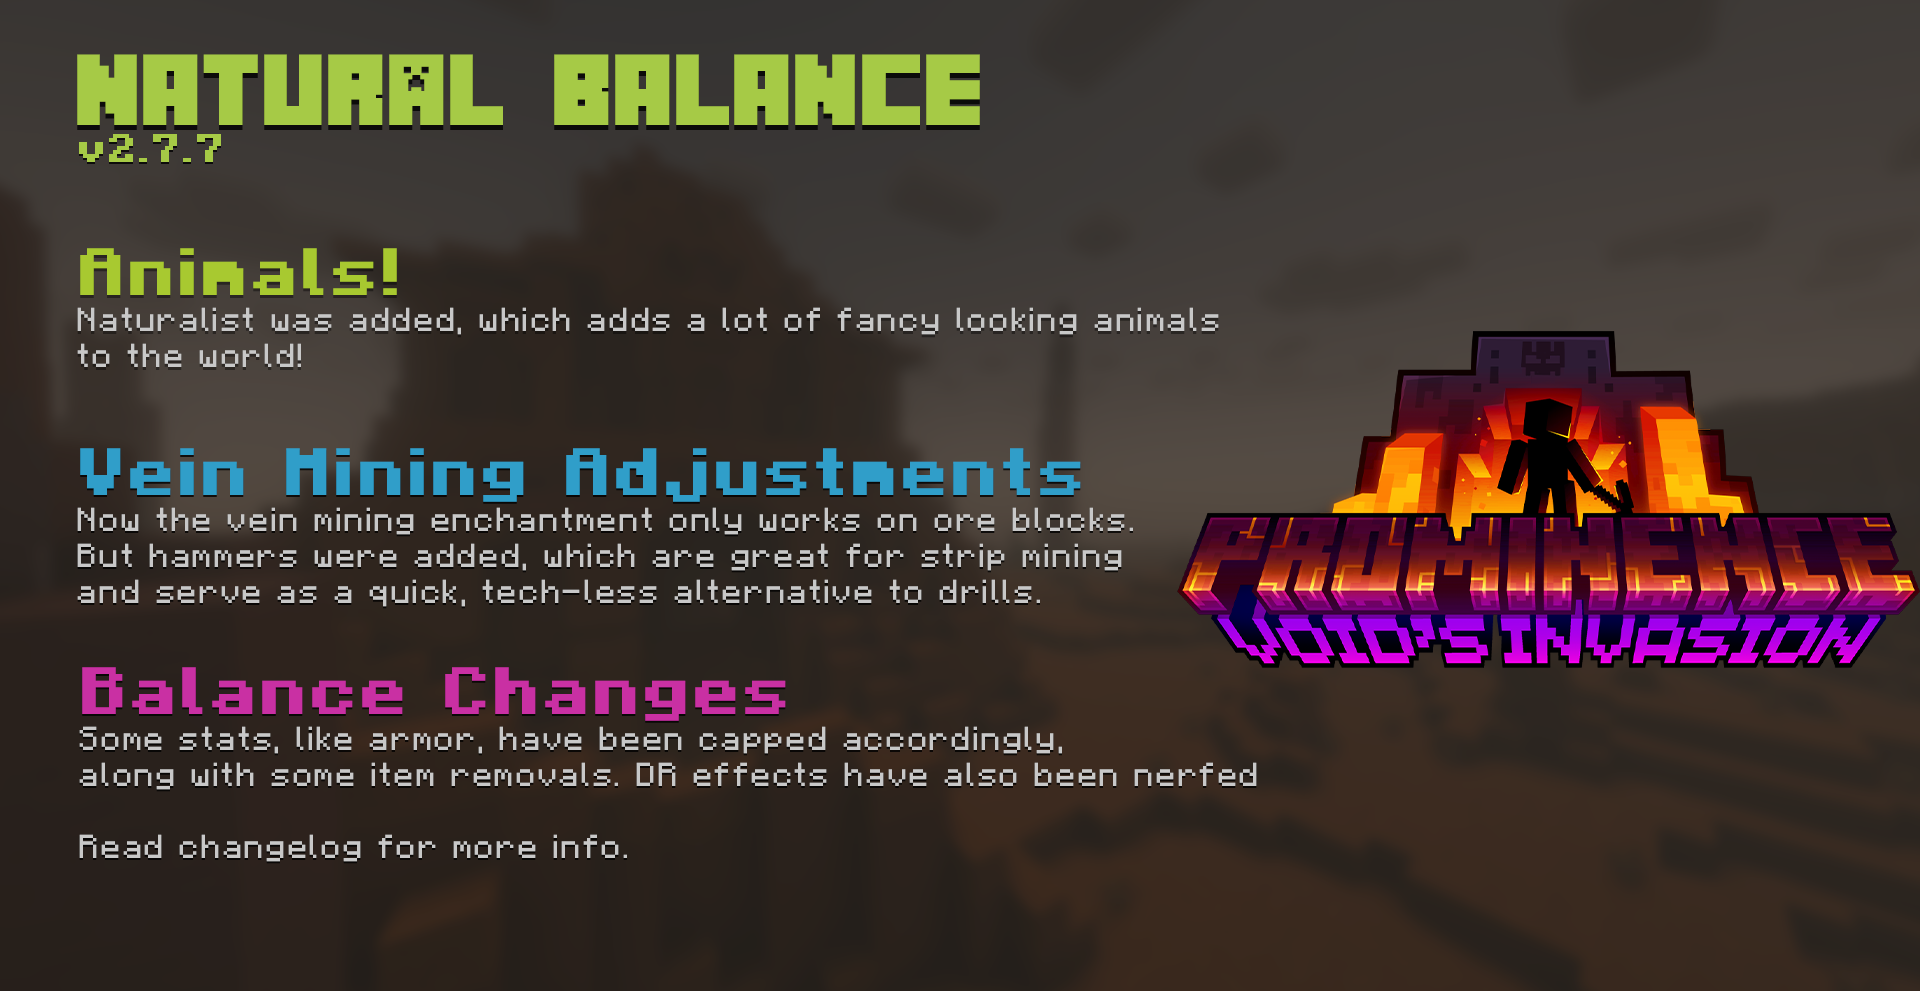 NATURAL BALANCE
v2.7.7
Animals!
Naturalist was added, which adds a lot of fancy looking animals
to the world!
Vein Mining Adjustments
Now the vein mining enchantment only works on ore blocks.
But hammers were added, which are great for strip mining
and serve as a quick, tech-less alternative to drills.
Balance Changes
Some stats, like armor, have been capped accordingly,
along with some item removals. DR effects have also been nerfed
Read changelog for more info.
PROMINENCE
VOID'S INVASION